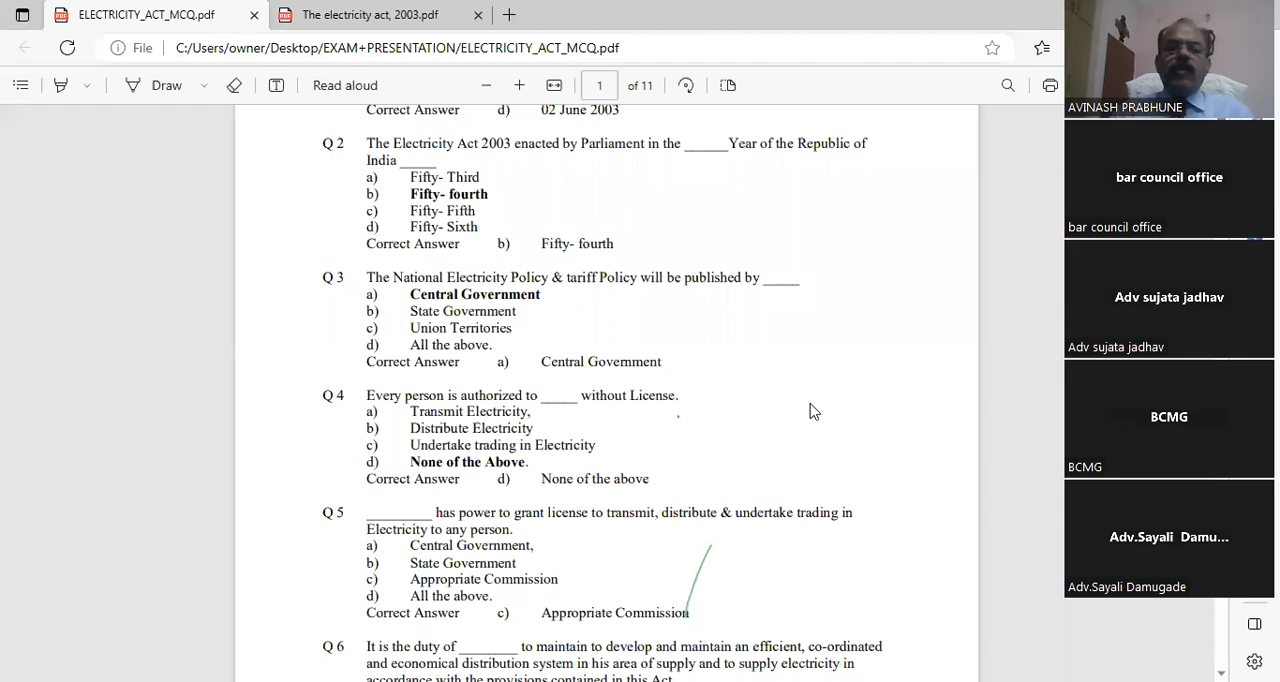 ELECTRICITY_ACT_MCQ.pdf
The electricity act, 2003.pdf
File
C:/Users/owner/Desktop/EXAM+PRESENTATION/ELECTRICITY_ACT_MCQ.pdf
Draw
Read aloud
1
of 11
Correct Answer d) 02 June 2003
Q 2 The Electricity Act 2003 enacted by Parliament in the ______Year of the Republic of
India _____
a) Fifty- Third
b) Fifty- fourth
c) Fifty- Fifth
d) Fifty- Sixth
Correct Answer b) Fifty- fourth
Q 3 The National Electricity Policy & tariff Policy will be published by _____
a) Central Government
b) State Government
c) Union Territories
d) All the above.
Correct Answer a) Central Government
Q 4 Every person is authorized to _____ without License.
a) Transmit Electricity,
b) Distribute Electricity
c) Undertake trading in Electricity
d) None of the Above.
Correct Answer d) None of the above
Q 5 _________ has power to grant license to transmit, distribute & undertake trading in
Electricity to any person.
a) Central Government,
b) State Government
c) Appropriate Commission
d) All the above.
Correct Answer c) Appropriate Commission
Q 6 It is the duty of ________ to maintain to develop and maintain an efficient, co-ordinated
and economical distribution system in his area of supply and to supply electricity in
accordance with the provisions contained in this Act.
AVINASH PRABHUNE
bar council office
bar council office
Adv sujata jadhav
Adv sujata jadhav
BCMG
BCMG
Adv.Sayali Damu...
Adv.Sayali Damugade